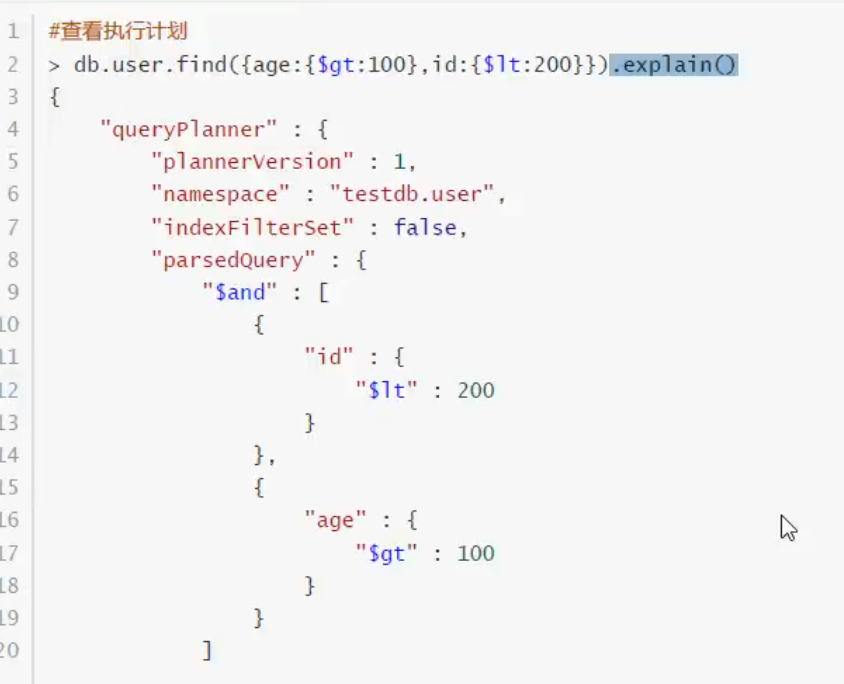 1 #查看执行计划
2 > db.user.find({age:{$gt:100},id:{$lt:200}}).explain()
3 {
4     "queryPlanner" : {
5         "plannerVersion" : 1,
6         "namespace" : "testdb.user",
7         "indexFilterSet" : false,
8         "parsedQuery" : {
9             "$and" : [
10                 {
11                     "id" : {
12                         "$lt" : 200
13                     }
14                 },
15                 {
16                     "age" : {
17                         "$gt" : 100
18                     }
19                 }
20             ]